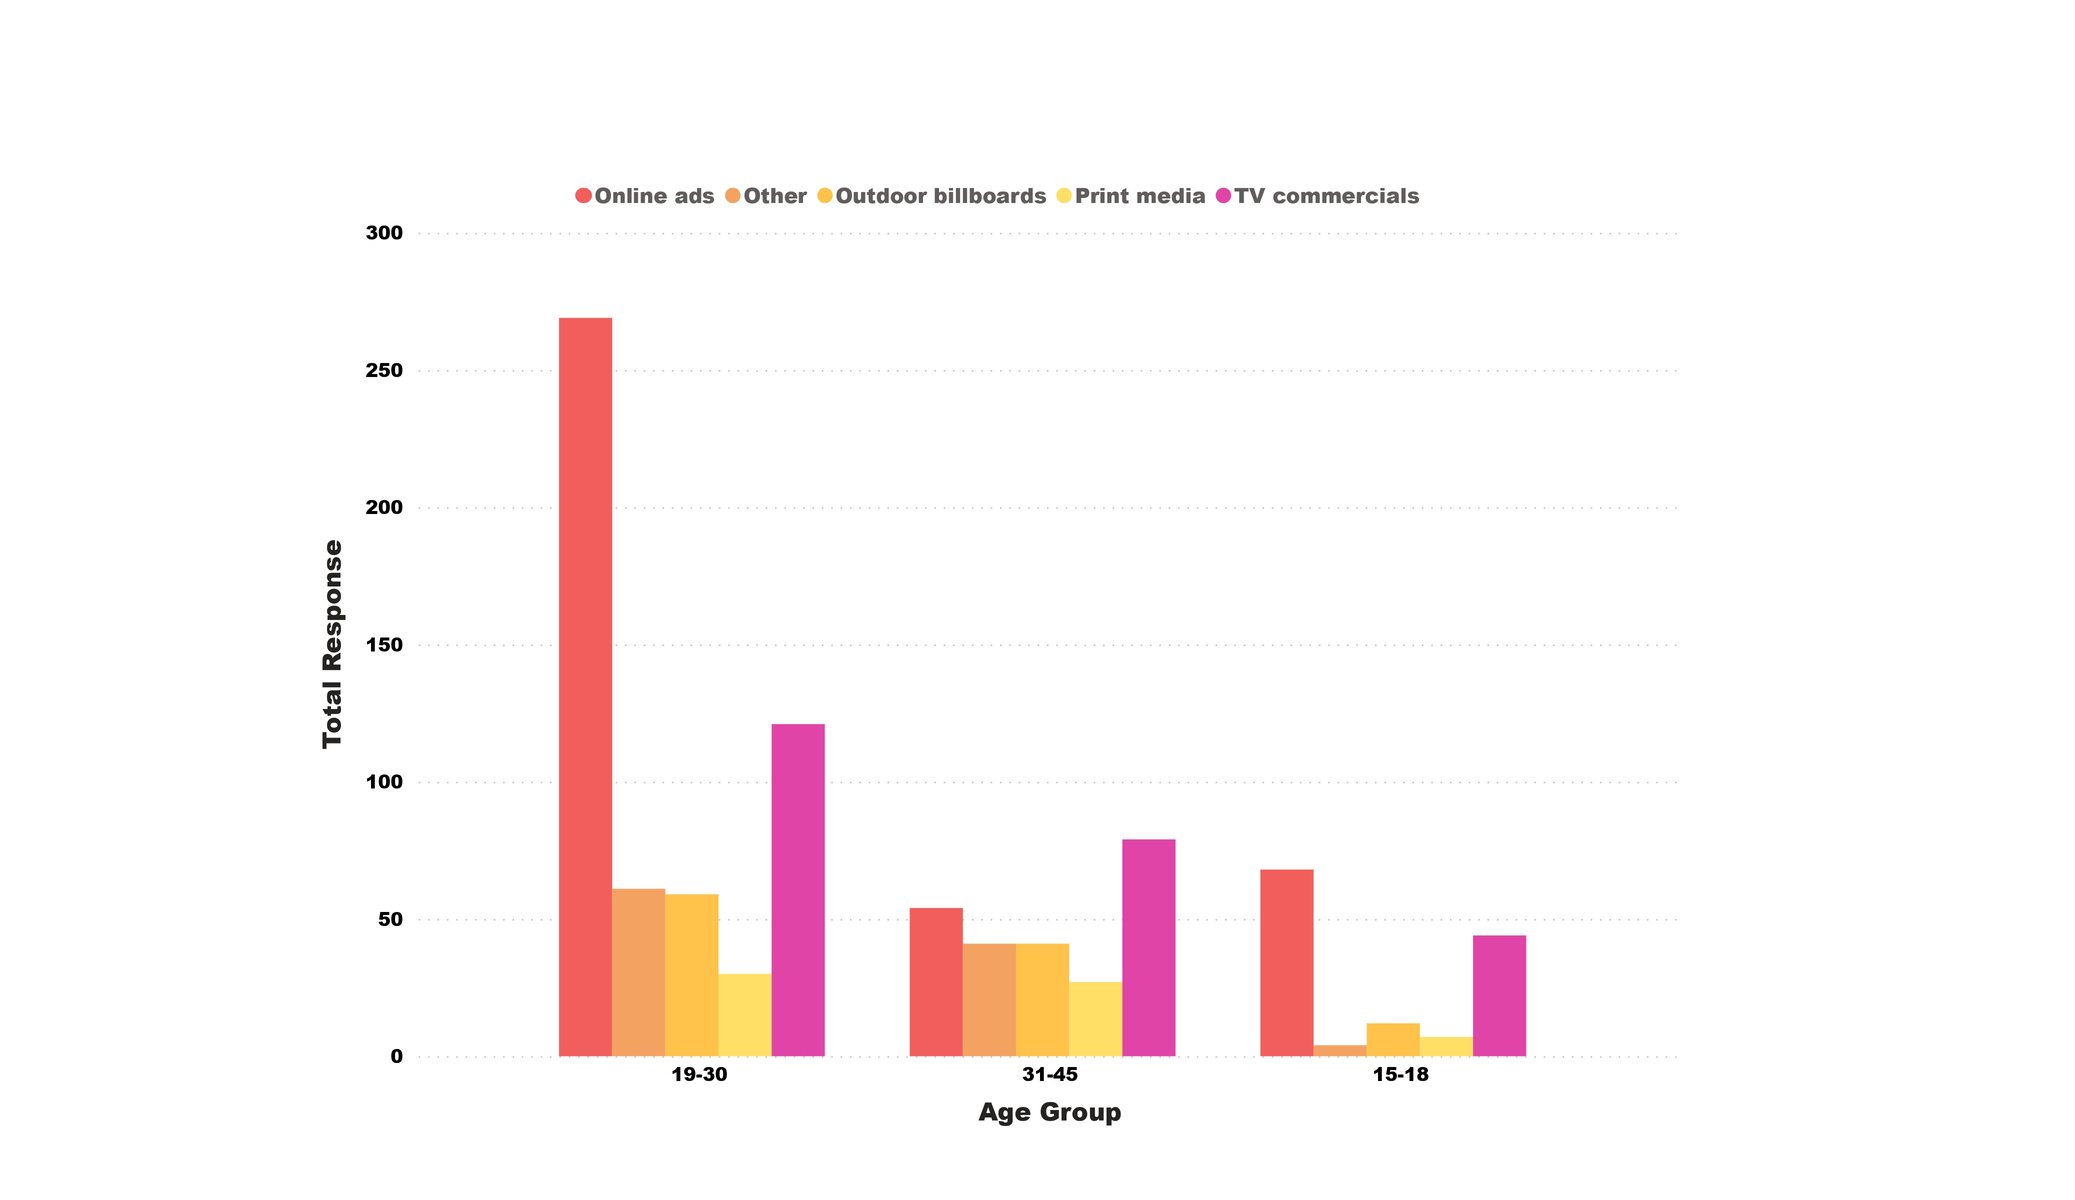 Online ads Other Outdoor billboards Print media TV commercials
300
250
200
150
100
50
0
Total Response
19-30 31-45 15-18
Age Group